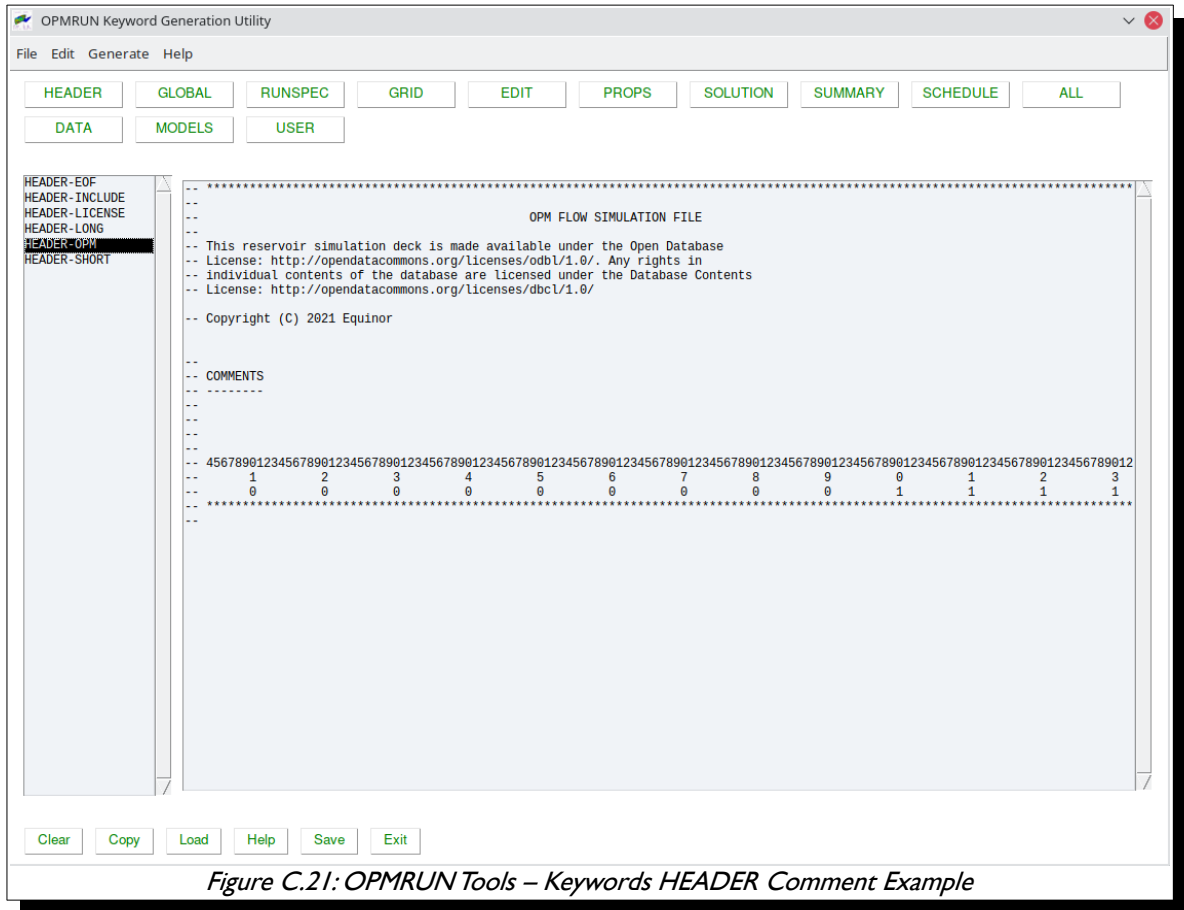 OPMRUN Keyword Generation Utility
File Edit Generate Help
HEADER GLOBAL RUNSPEC GRID EDIT PROPS SOLUTION SUMMARY SCHEDULE ALL
DATA MODELS USER
HEADER-EOF
HEADER-INCLUDE
HEADER-LICENSE
HEADER-LONG
HEADER-OPM
HEADER-SHORT
-- *********************************************************************************************************************************
--
-- OPM FLOW SIMULATION FILE
--
-- This reservoir simulation deck is made available under the Open Database
-- License: http://opendatacommons.org/licenses/odbl/1.0/. Any rights in
-- individual contents of the database are licensed under the Database Contents
-- License: http://opendatacommons.org/licenses/dbcl/1.0/
-- Copyright (C) 2021 Equinor
--
-- COMMENTS
-- --------
--
--
--
--
-- 456789012345678901234567890123456789012345678901234567890123456789012345678901234567890123456789012345678901234567890123456789012
--       1         2         3         4         5         6         7         8         9         0         1         2         3
--       0         0         0         0         0         0         0         0         0         1         1         1         1
-- *********************************************************************************************************************************
--
Clear Copy Load Help Save Exit
Figure C.21: OPMRUN Tools – Keywords HEADER Comment Example